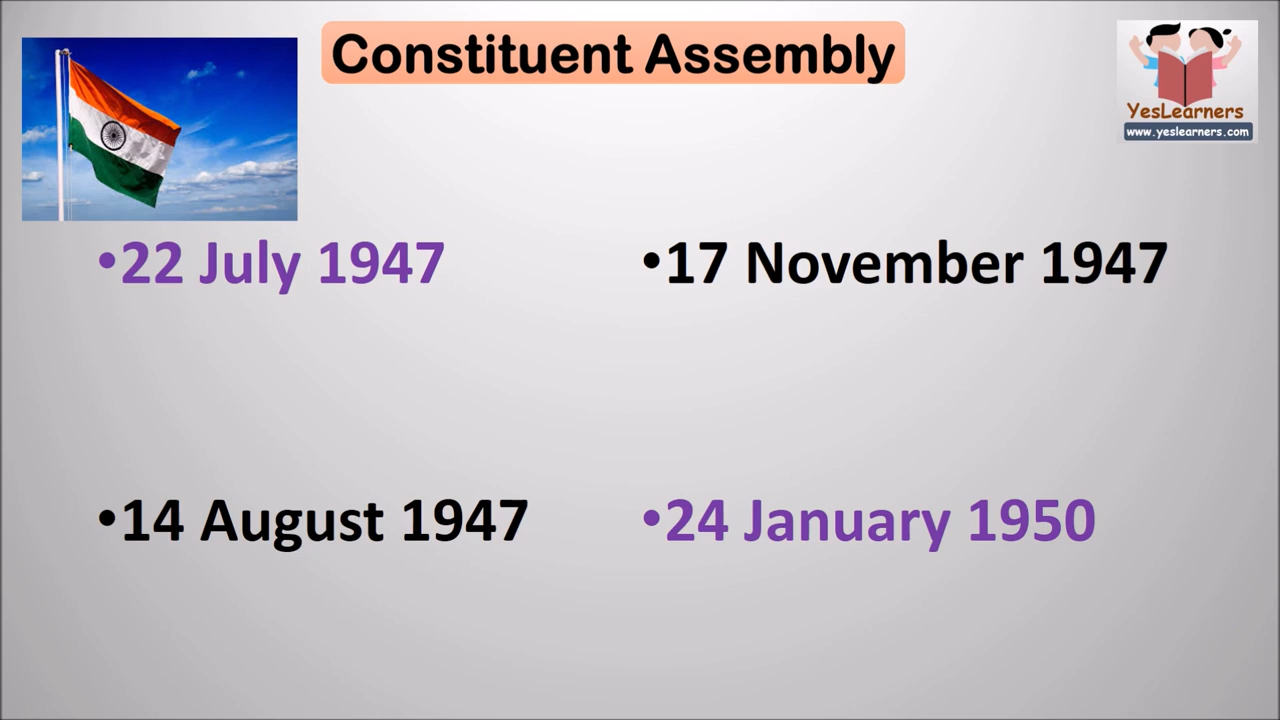 Constituent Assembly
YesLearners
www.yeslearners.com
•22 July 1947
•17 November 1947
•14 August 1947
•24 January 1950